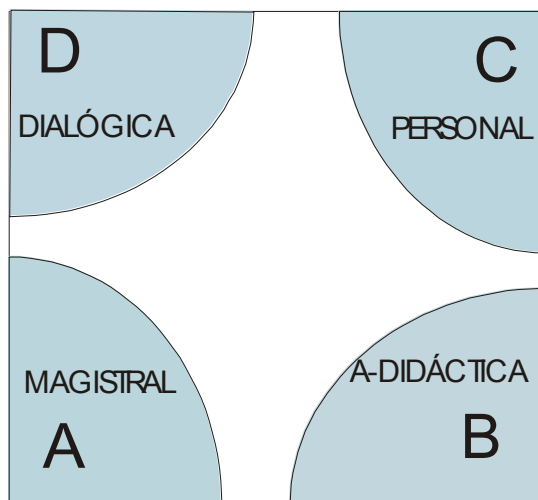 D
DIALÓGICA
C
PERSONAL
MAGISTRAL
A
A-DIDÁCTICA
B